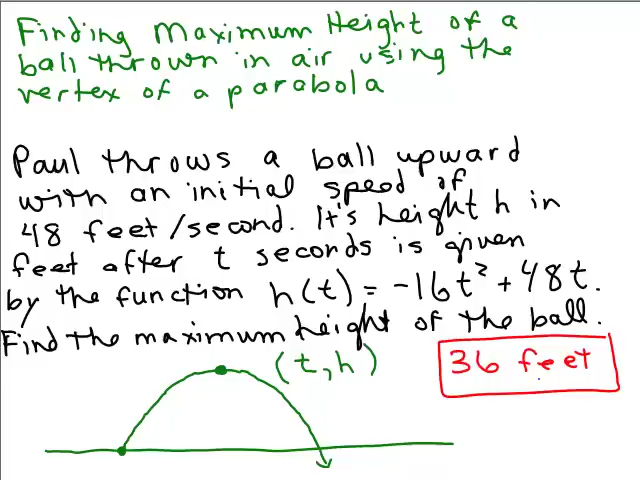 Finding Maximum Height of a
ball thrown in air using the
vertex of a parabola
Paul throws a ball upward
with an initial speed of
48 feet/second. It's height h in
feet after t seconds is given
by the function h(t) = -16t² + 48t.
Find the maximum height of the ball.
(t, h)
36 feet